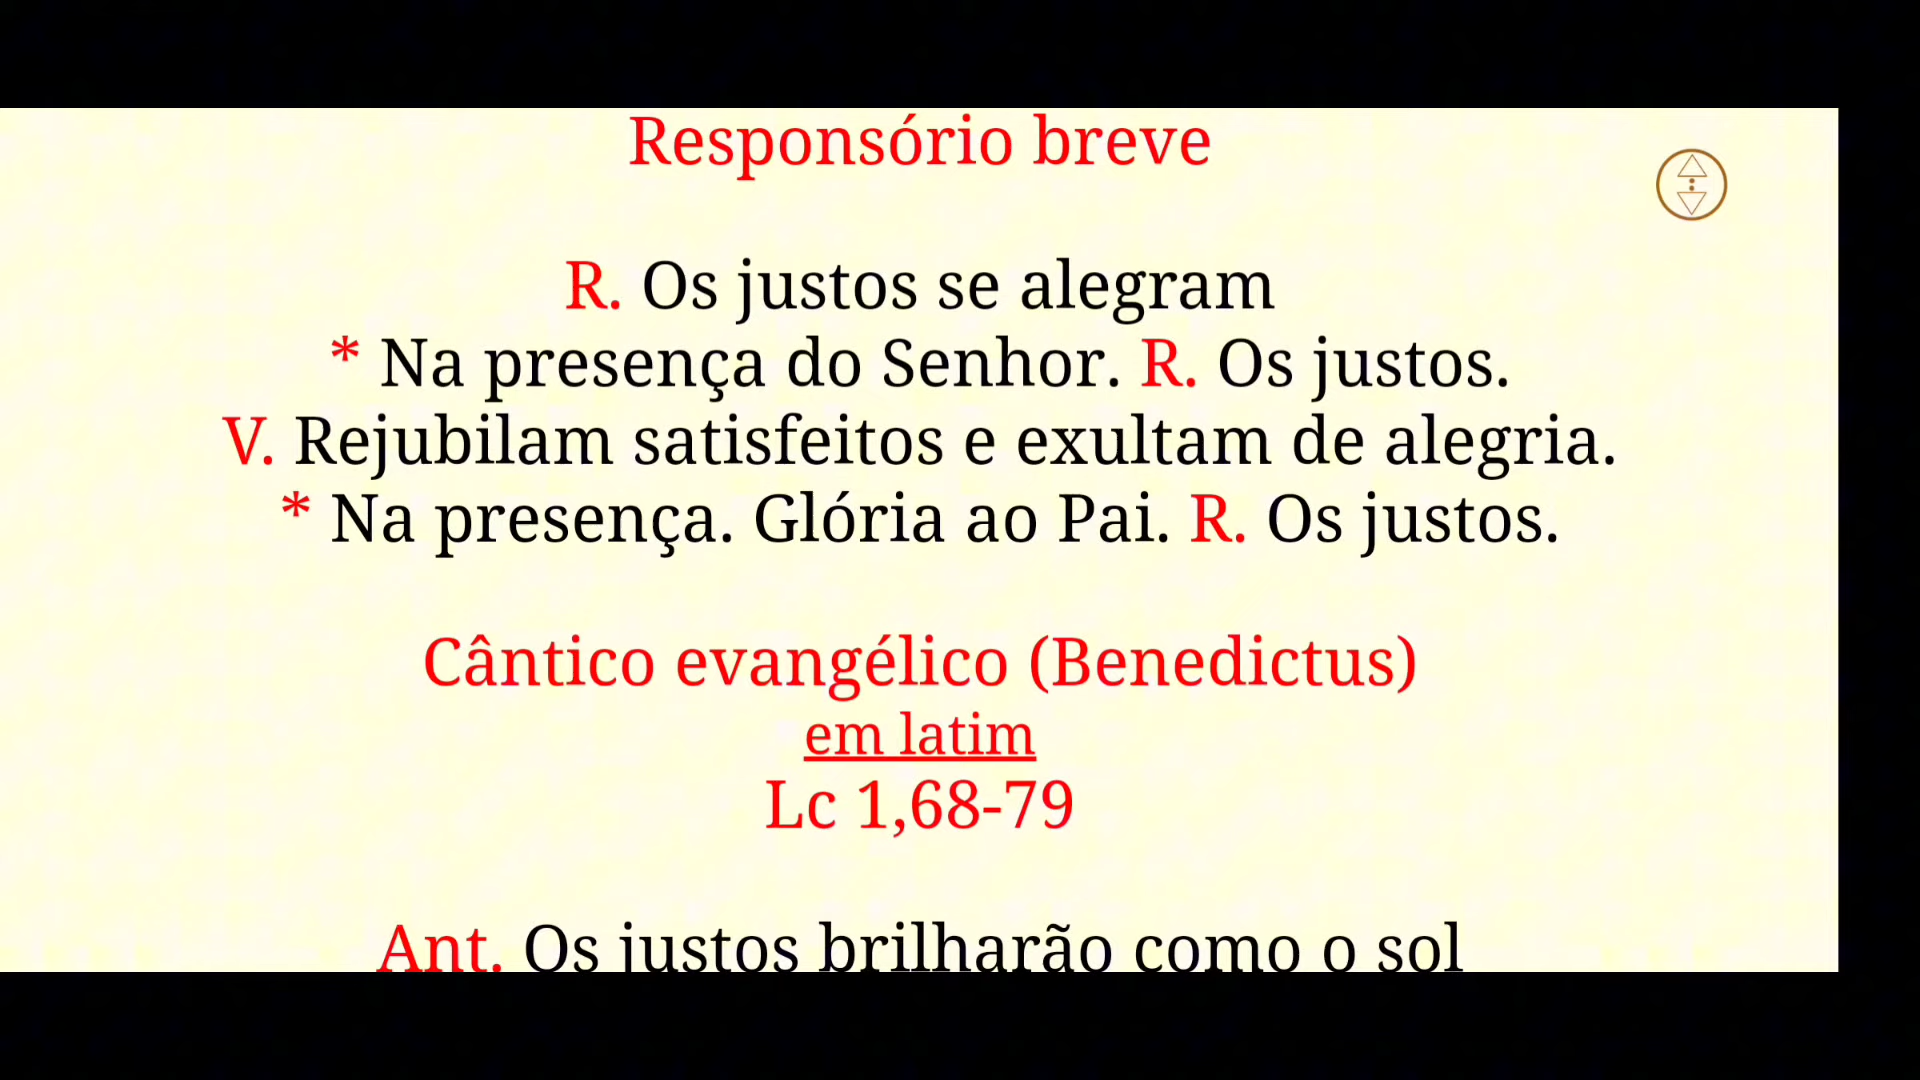 Responsório breve
R. Os justos se alegram
* Na presença do Senhor. R. Os justos.
V. Rejubilam satisfeitos e exultam de alegria.
* Na presença. Glória ao Pai. R. Os justos.
Cântico evangélico (Benedictus)
em latim
Lc 1,68-79
Ant. Os justos brilharão como o sol